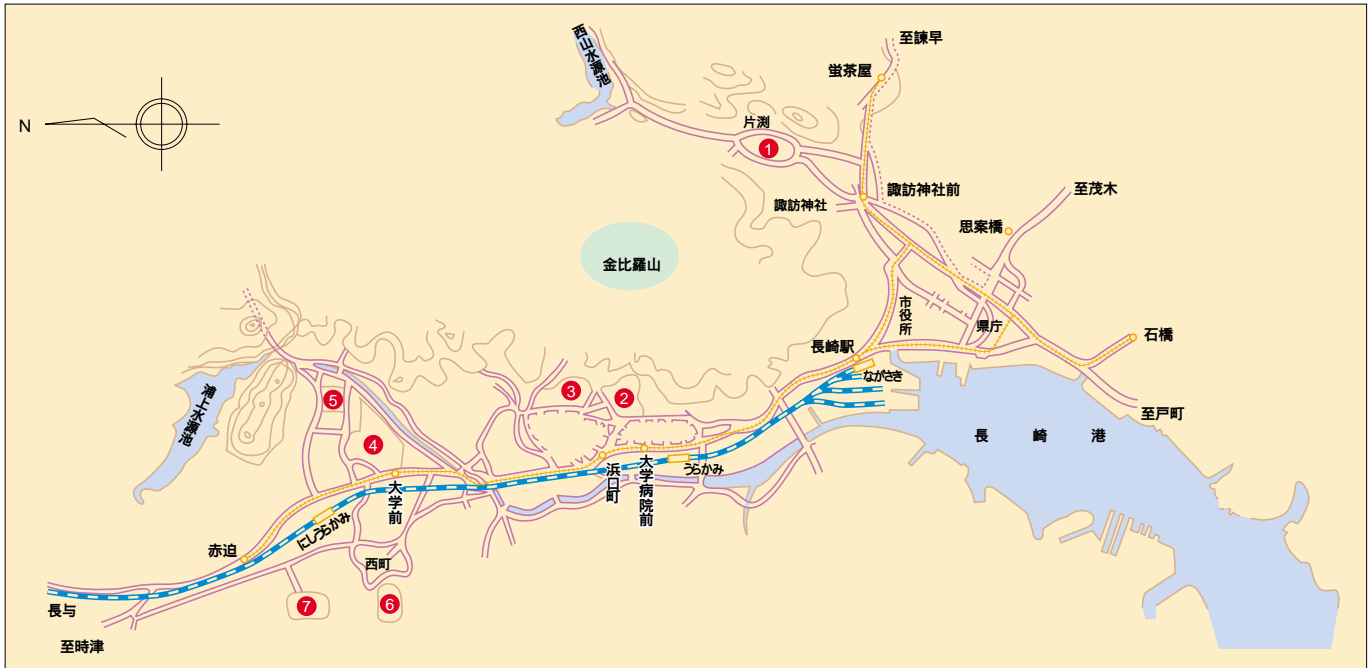 至諫早
西山水源池
蛍茶屋
N
片渕
1
諏訪神社前
至茂木
諏訪神社
思案橋
金比羅山
市役所
県庁
石橋
長崎駅
ながさき
浦上水源池
3
2
5
至戸町
長崎港
4
うらかみ
大学病院前
浜口町
大学前
にしうらかみ
赤迫
西町
7
6
長与
至時津